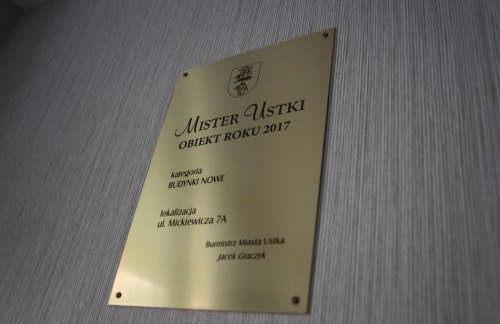 MISTER USTKI
OBIEKT ROKU 2017
kategoria
BUDYNKI NOWE
lokalizacja
ul. Mickiewicza 7A
Burmistrz Miasta Ustka
Jacek Graczyk